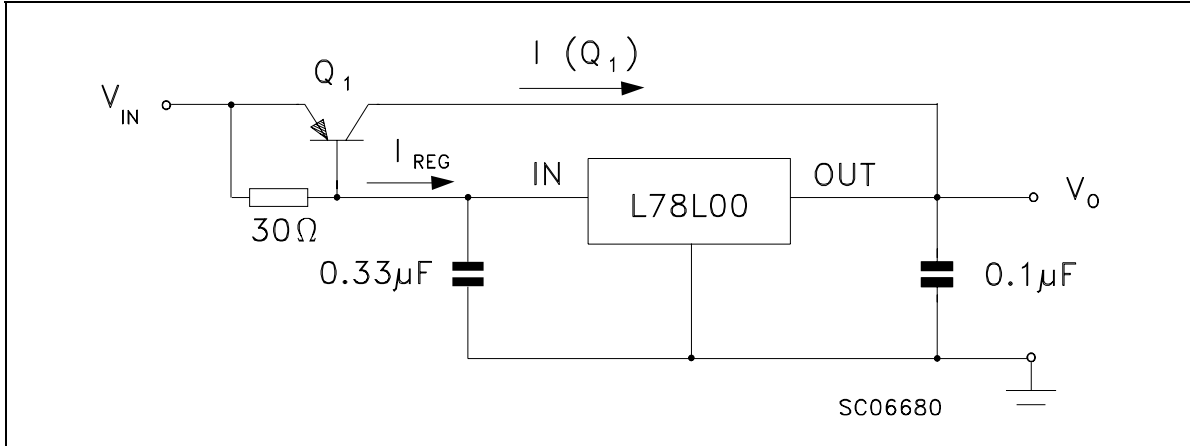 I (Q1)
Q1
VIN
IREG
IN
OUT
L78L00
VO
30Ω
0.33μF
0.1μF
SC06680